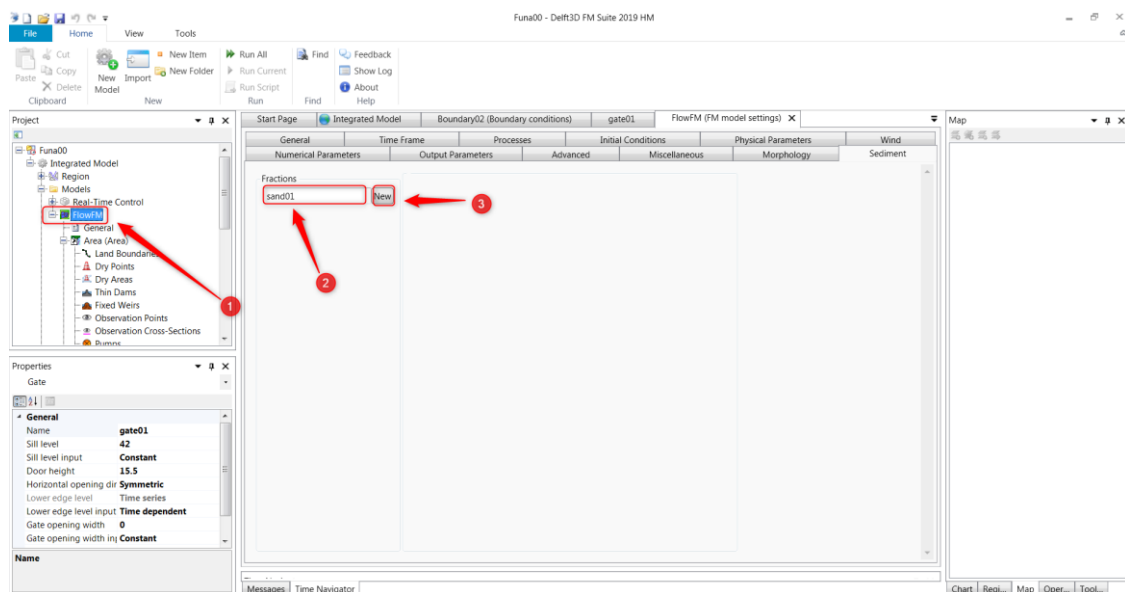 Funa00 - Delft3D FM Suite 2019 HM
File Home View Tools
Paste
Cut
Copy
Delete
Clipboard
New Model
Import
New Item
New Folder
New
Run All
Run Current
Run Script
Run
Find
Find
Feedback
Show Log
About
Help
Project
Funa00
Integrated Model
Region
Models
Real-Time Control
FlowFM
General
Area (Area)
Land Boundaries
Dry Points
Dry Areas
Thin Dams
Fixed Weirs
Observation Points
Observation Cross-Sections
Pumps
1
Properties
Gate
General
Name gate01
Sill level 42
Sill level input Constant
Door height 15.5
Horizontal opening dir Symmetric
Lower edge level Time series
Lower edge level input Time dependent
Gate opening width 0
Gate opening width in Constant
Name
Start Page Integrated Model Boundary02 (Boundary conditions) gate01 FlowFM (FM model settings)
General Time Frame Processes Initial Conditions Physical Parameters Wind
Numerical Parameters Output Parameters Advanced Miscellaneous Morphology Sediment
Fractions
sand01 New
3
2
Messages Time Navigator
Map
Chart Regi... Map Oper... Tool...